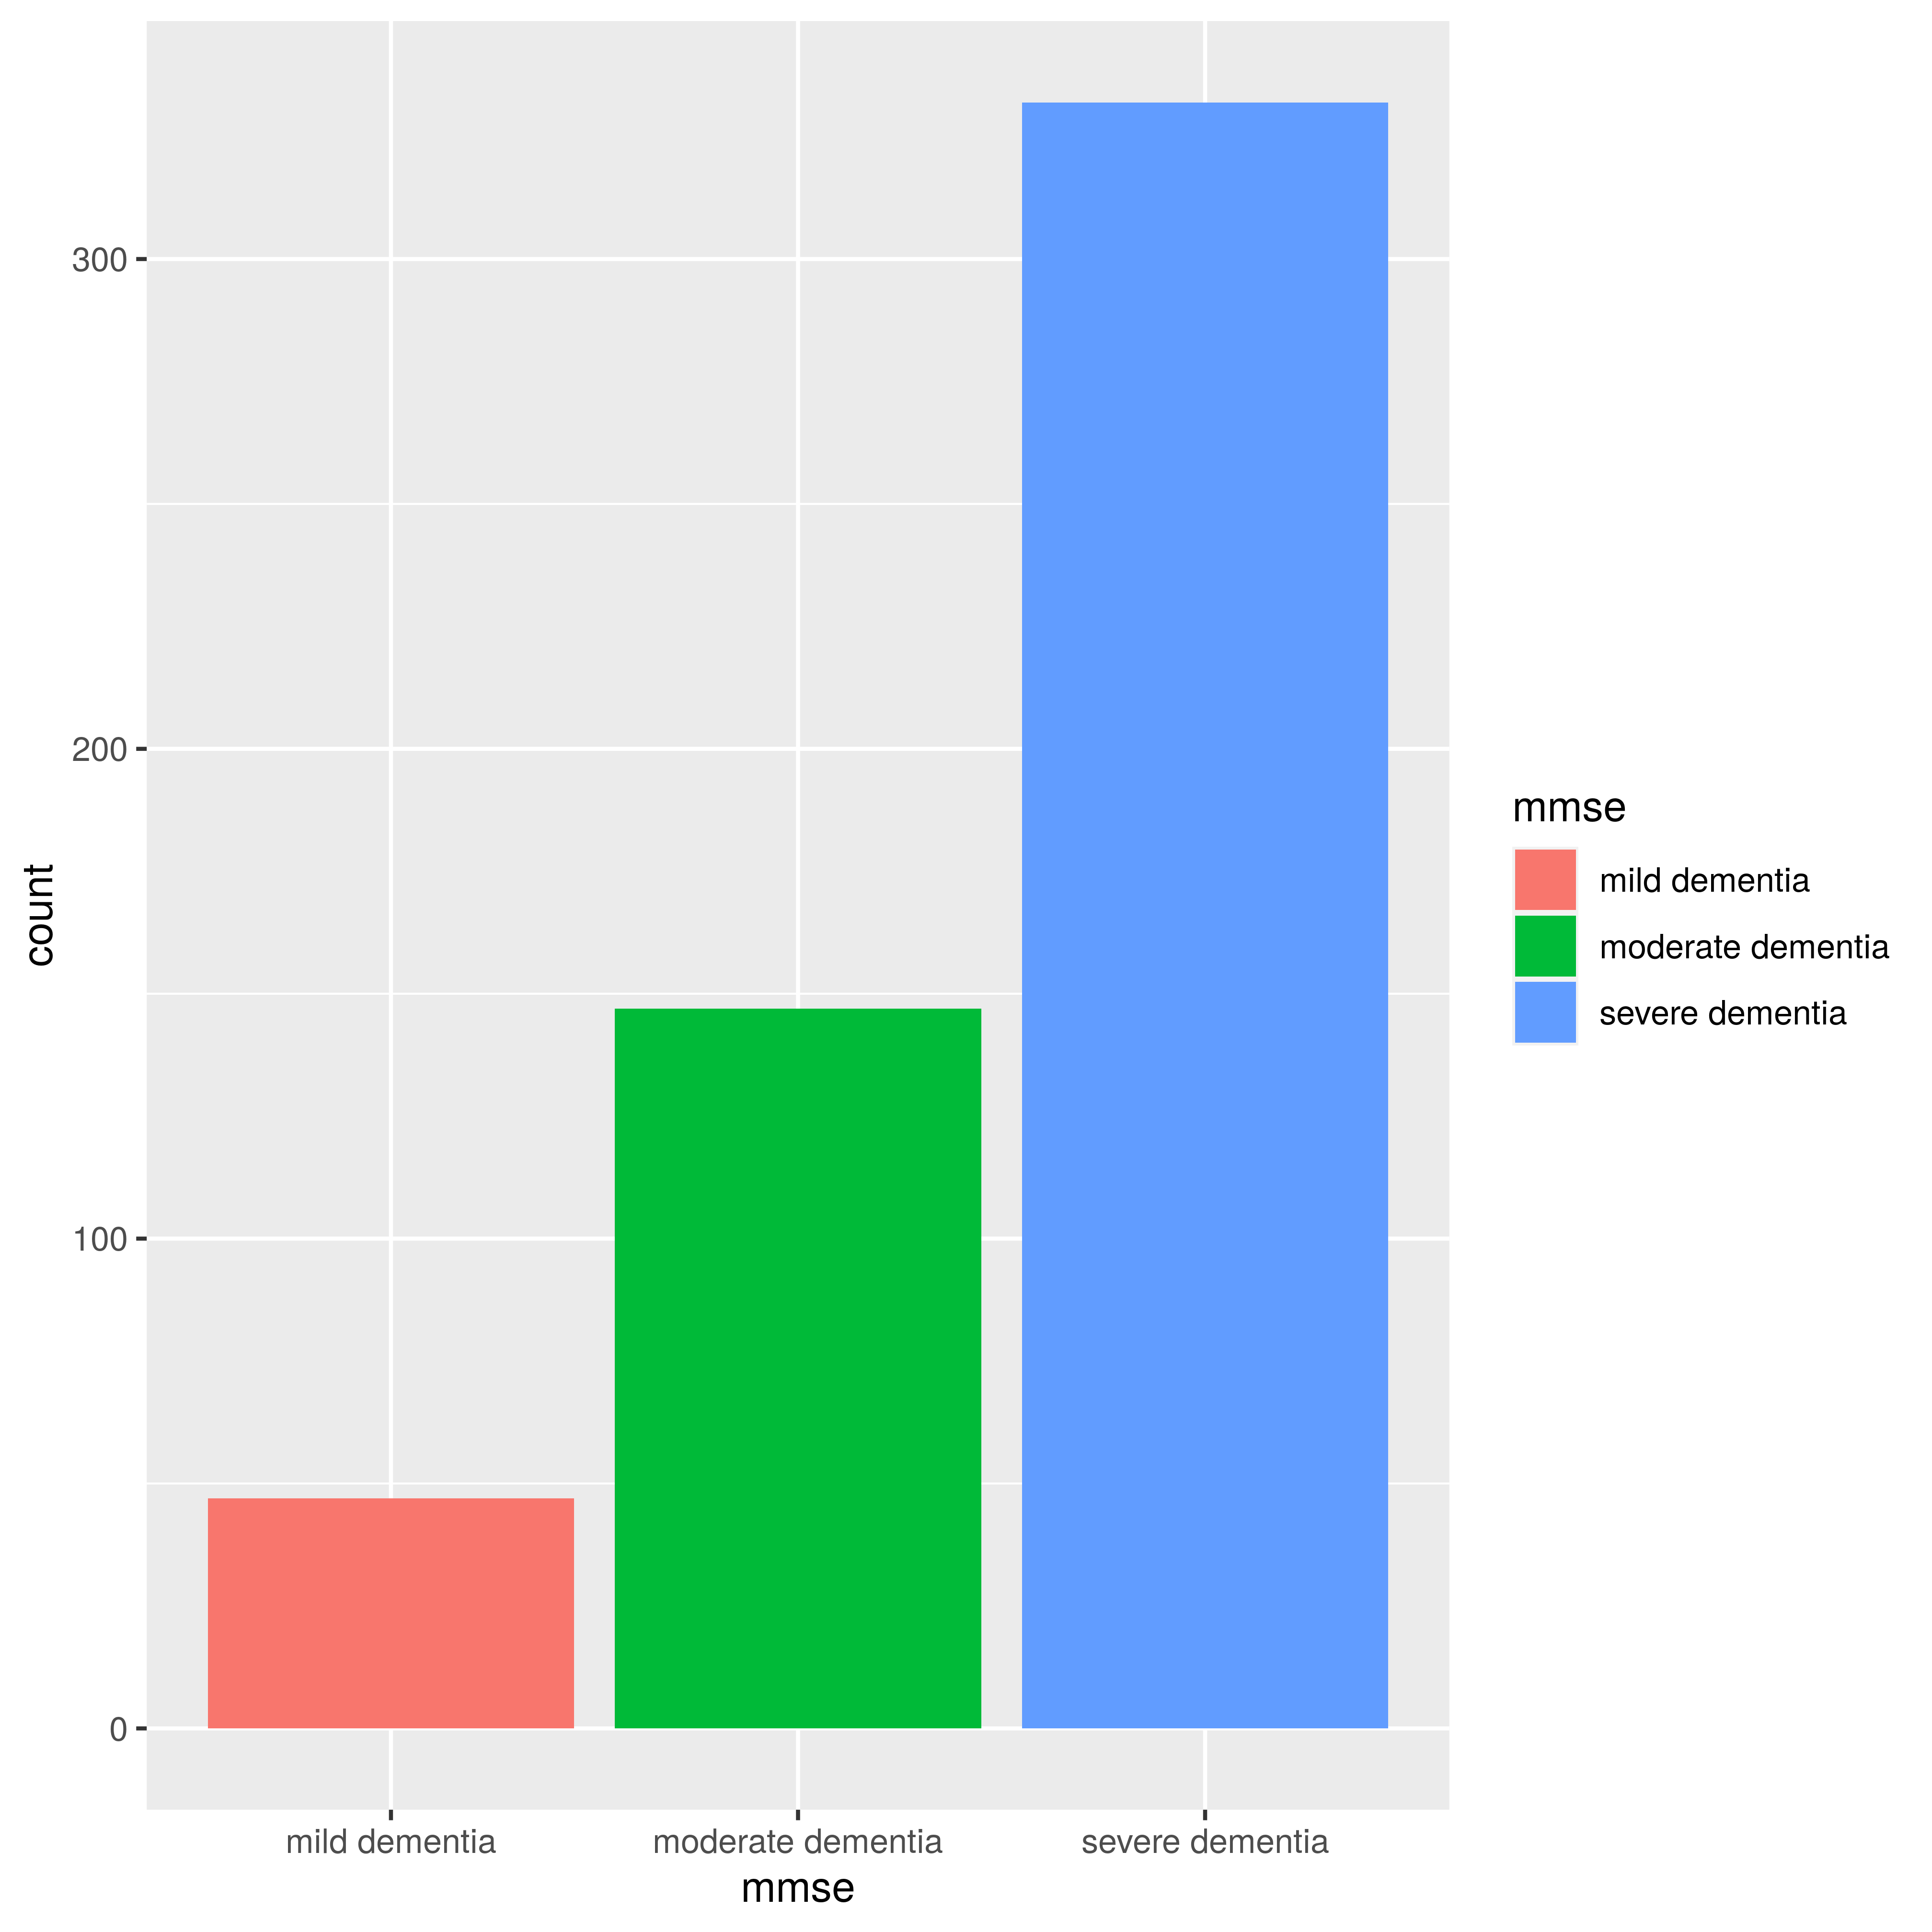 count
300
200
100
0
mild dementia
moderate dementia
severe dementia
mmse
mmse
mild dementia
moderate dementia
severe dementia